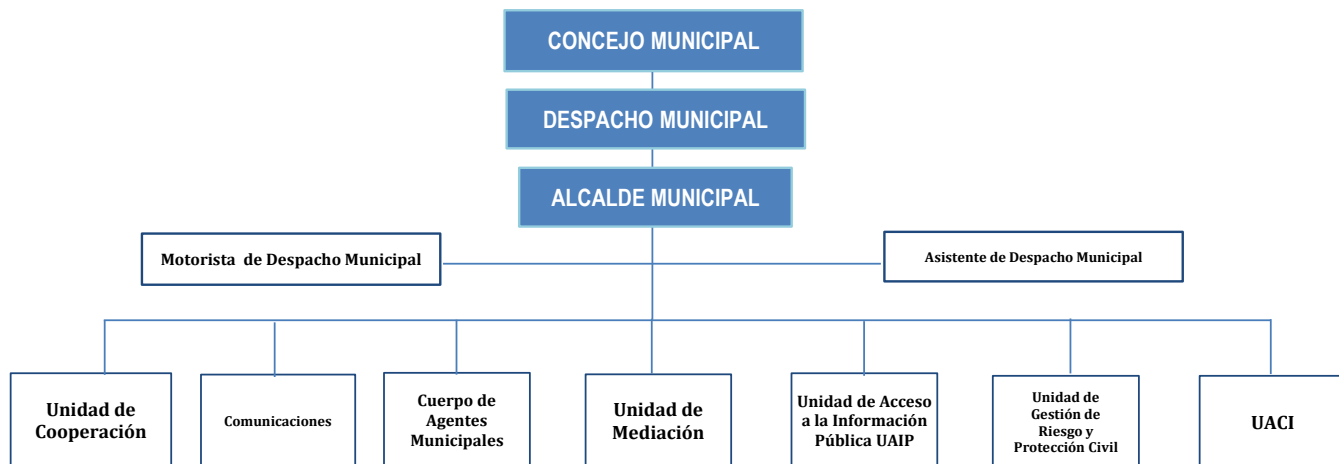 CONCEJO MUNICIPAL
DESPACHO MUNICIPAL
ALCALDE MUNICIPAL
Motorista de Despacho Municipal
Asistente de Despacho Municipal
Unidad de
Cooperación
Comunicaciones
Cuerpo de
Agentes
Municipales
Unidad de
Mediación
Unidad de Acceso
a la Información
Pública UAIP
Unidad de
Gestión de
Riesgo y
Protección Civil
UACI